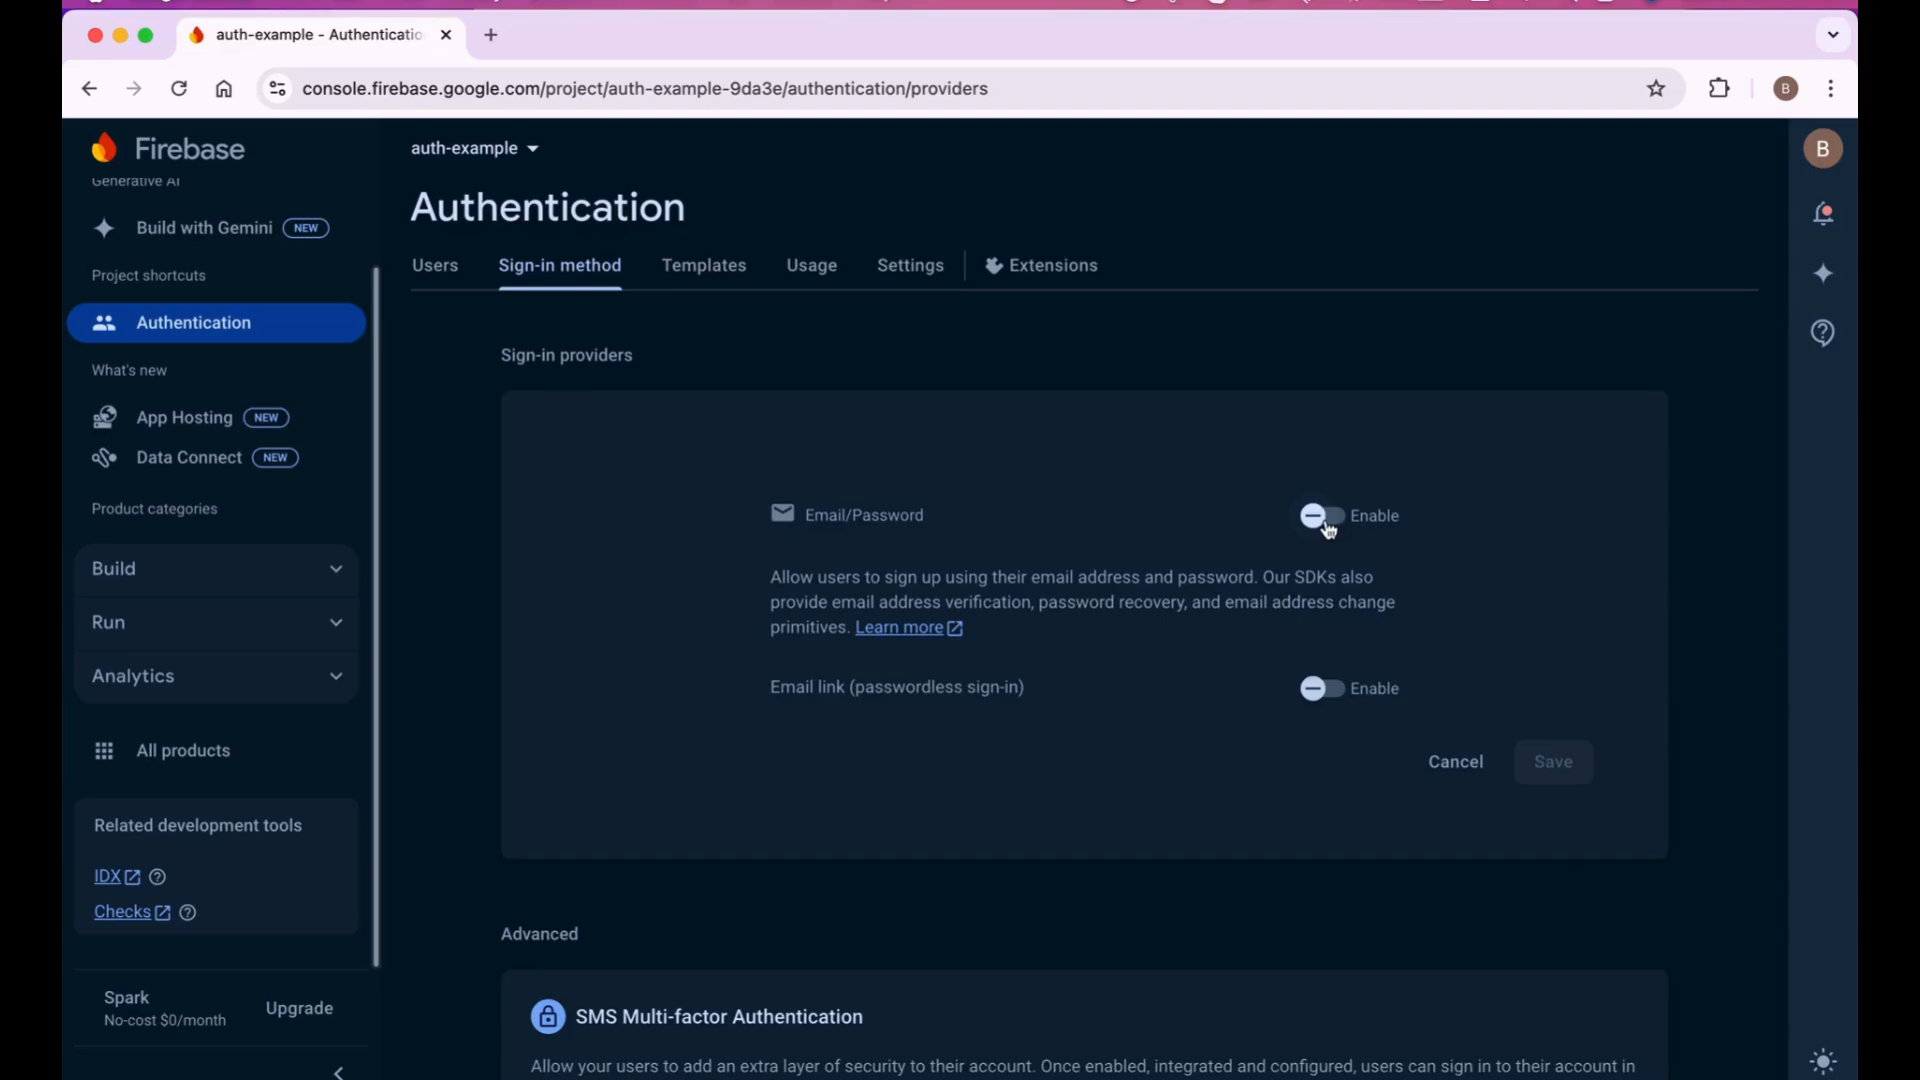 auth-example - Authenticatio
console.firebase.google.com/project/auth-example-9da3e/authentication/providers
B
Firebase
Generative AI
Build with Gemini NEW
Project shortcuts
Authentication
What's new
App Hosting NEW
Data Connect NEW
Product categories
Build
Run
Analytics
All products
Related development tools
IDX
Checks
Spark
No-cost $0/month
Upgrade
auth-example
B
Authentication
Users Sign-in method Templates Usage Settings Extensions
Sign-in providers
Email/Password Enable
Allow users to sign up using their email address and password. Our SDKs also
provide email address verification, password recovery, and email address change
primitives. Learn more
Email link (passwordless sign-in) Enable
Cancel Save
Advanced
SMS Multi-factor Authentication
Allow your users to add an extra layer of security to their account. Once enabled, integrated and configured, users can sign in to their account in